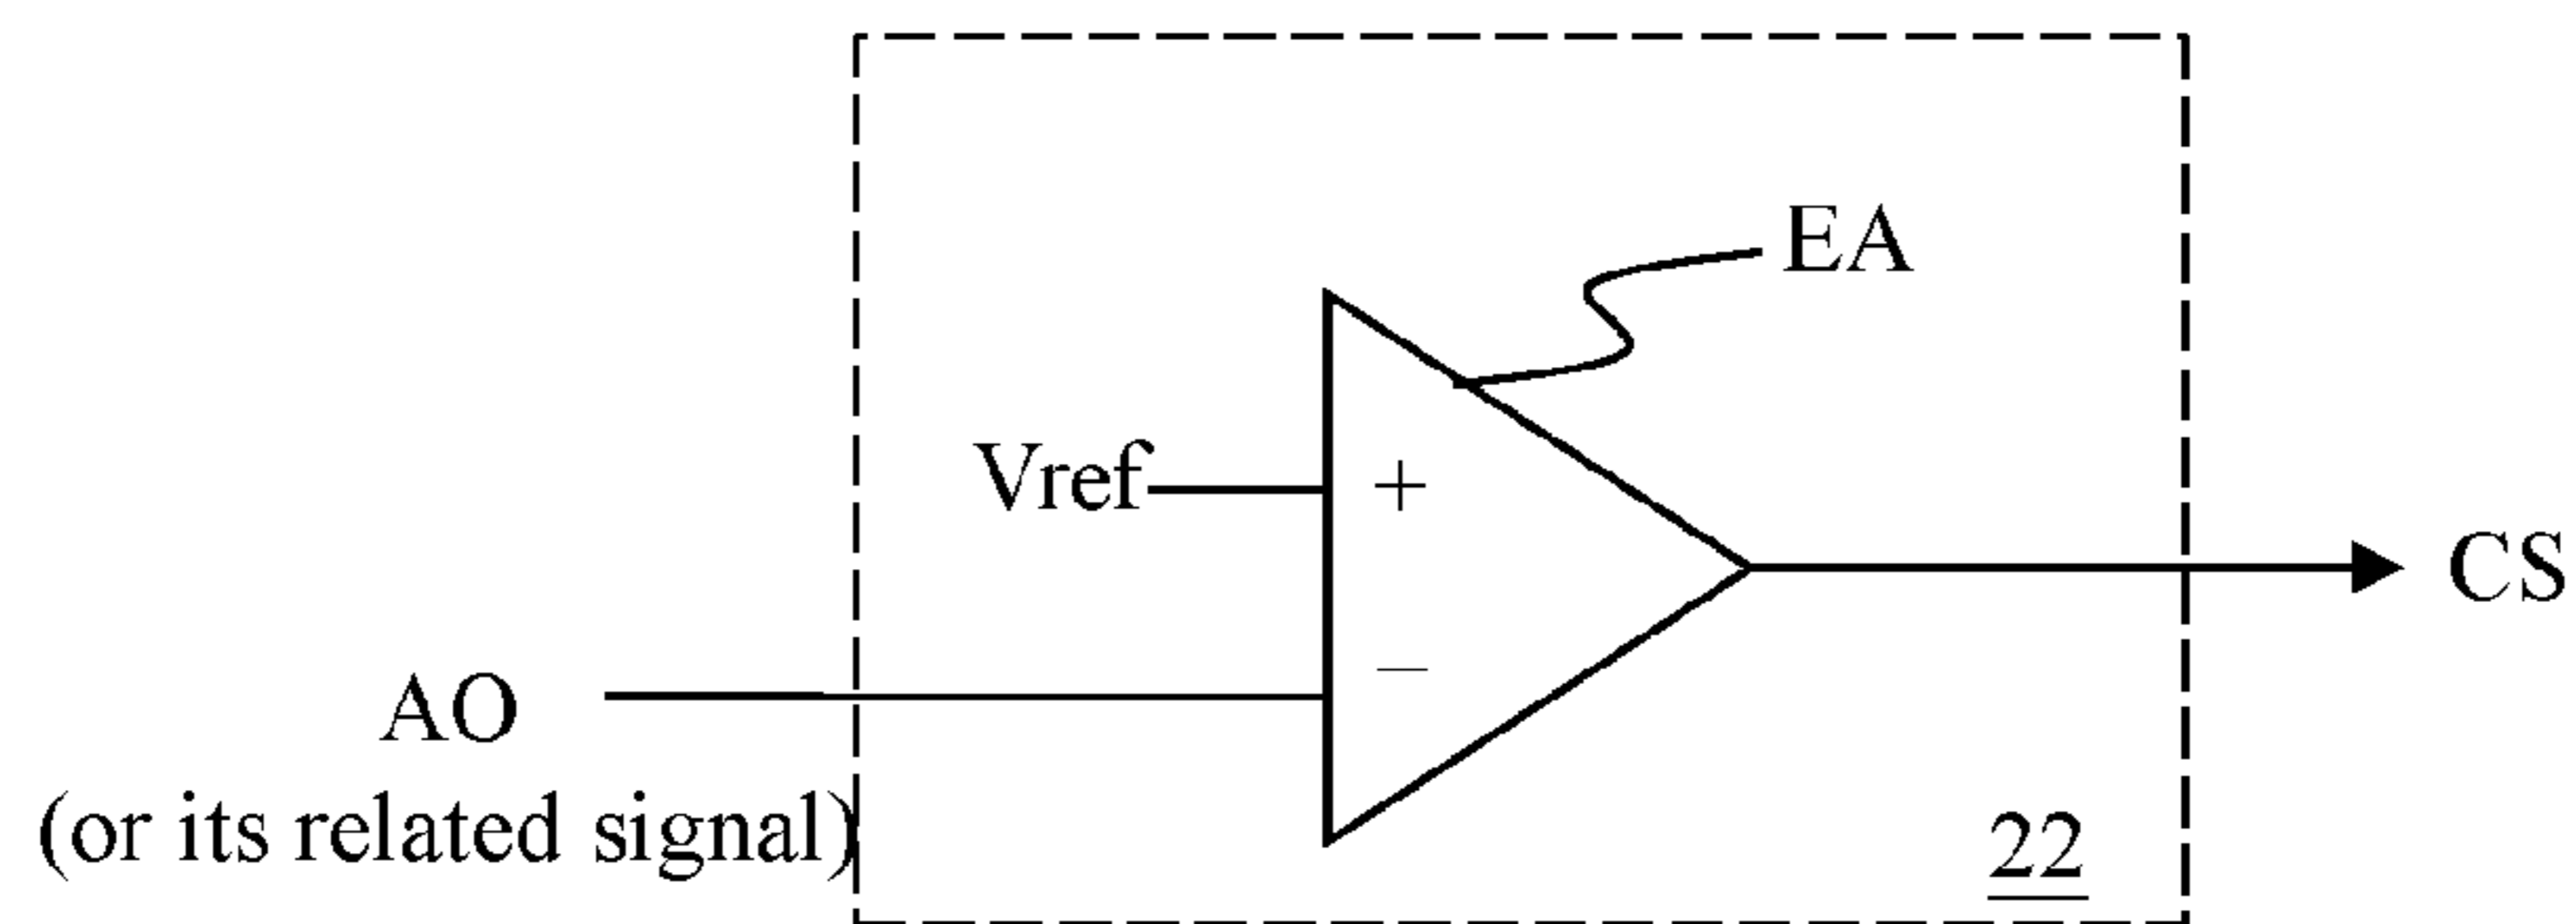 EA
Vref
+
−
CS
AO
(or its related signal)
22